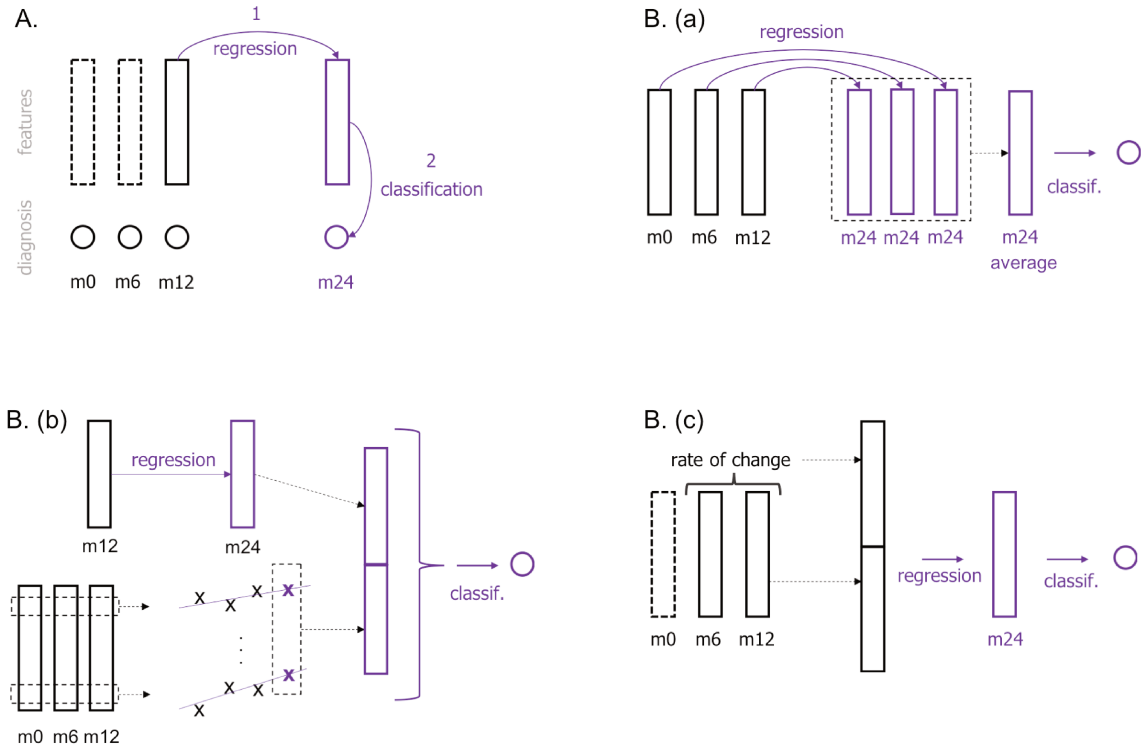 A.
1
regression
features
2
classification
diagnosis
m0 m6 m12 m24
B. (a)
regression
classif.
m0 m6 m12 m24 m24 m24 m24
average
B. (b)
regression
m12 m24
classif.
x x x x
.
.
.
x x x x
m0 m6 m12
B. (c)
rate of change
regression classif.
m0 m6 m12 m24